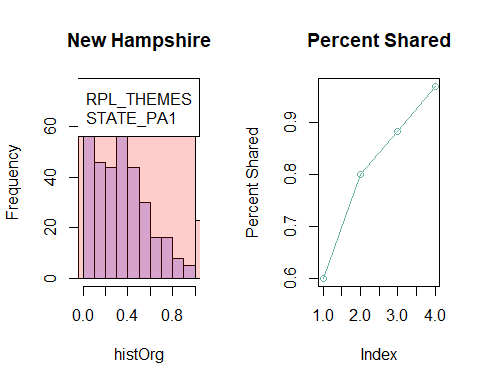 New Hampshire
RPL_THEMES
STATE_PA1
Frequency
0
20
40
60
0.0
0.4
0.8
histOrg
Percent Shared
Percent Shared
0.6
0.7
0.8
0.9
1.0
2.0
3.0
4.0
Index